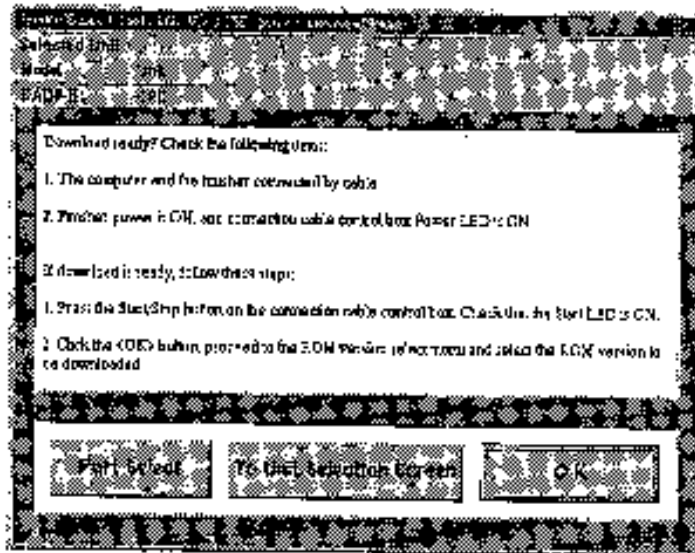 Selected Unit
Model
Download ready? Check the following items:
1. The computer and the finisher connected by cable
2. Finisher power is ON, and connection cable control box Power LED is ON
If download is ready, follow these steps:
1. Press the Start/Stop button on the connection cable control box. Check that the Start LED is ON.
2. Click the <OK> button, proceed to the ROM version select menu and select the ROM version to
be downloaded
Port Select
To Unit Selection Screen
OK